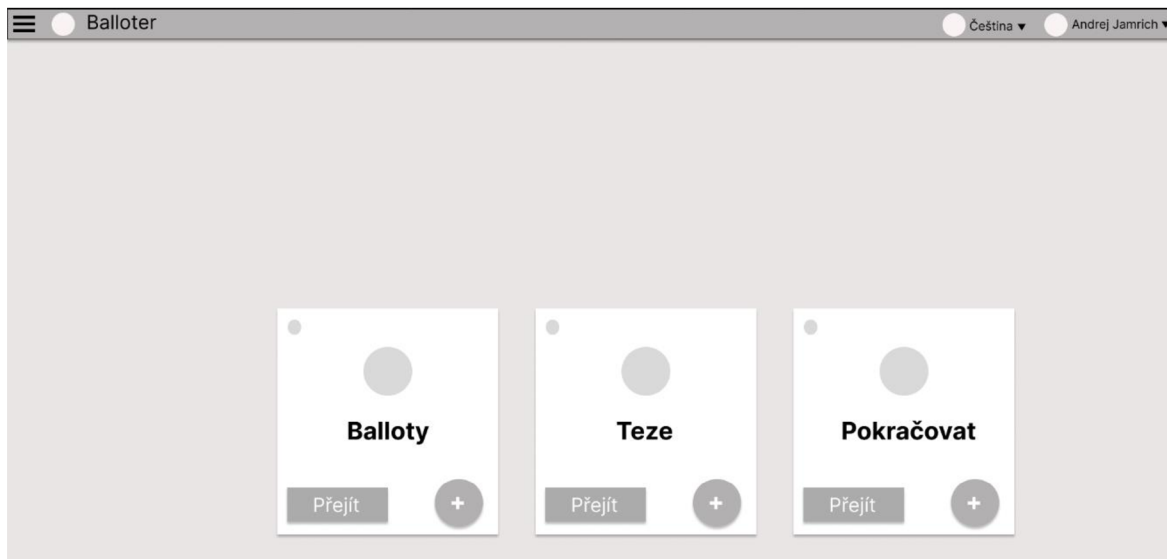 Balloter
Čeština ▼
Andrej Jamrich ▼
Balloty
Teze
Pokračovat
Přejít
+
Přejít
+
Přejít
+